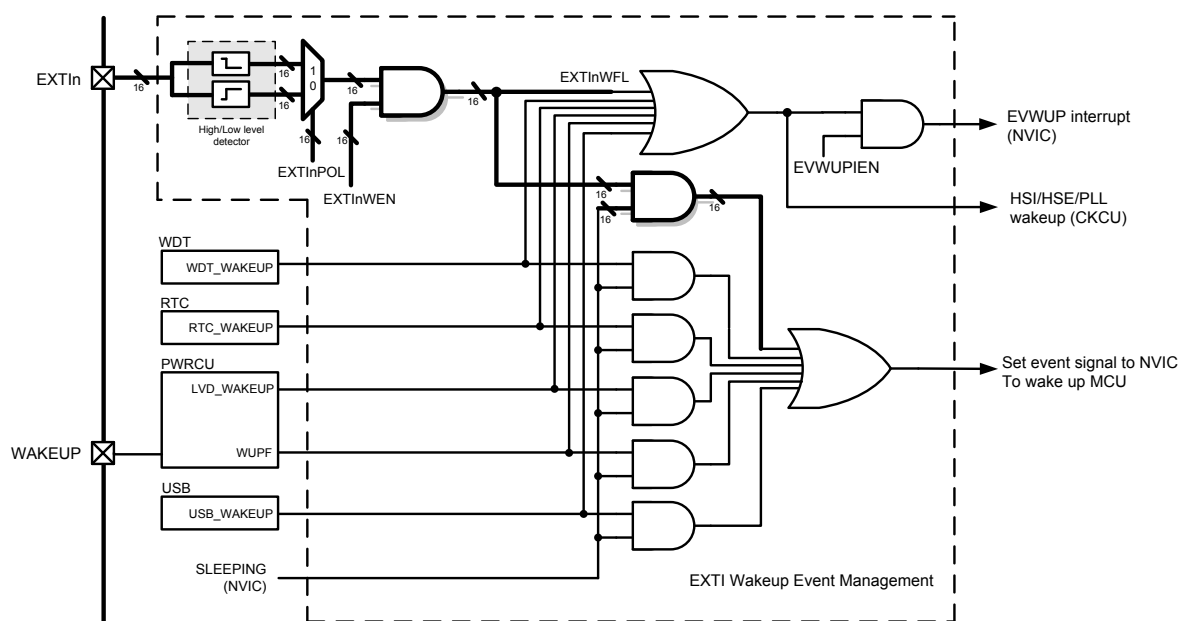 EXTIn
16
High/Low level
detector
16
16
1
0
16
EXTInPOL
16
16
EXTInWEN
16
EXTInWFL
EVWUPIEN
EVWUP interrupt
(NVIC)
16
16
16
HSI/HSE/PLL
wakeup (CKCU)
WDT
WDT_WAKEUP
RTC
RTC_WAKEUP
PWRCU
LVD_WAKEUP
WUPF
WAKEUP
USB
USB_WAKEUP
SLEEPING
(NVIC)
Set event signal to NVIC
To wake up MCU
EXTI Wakeup Event Management